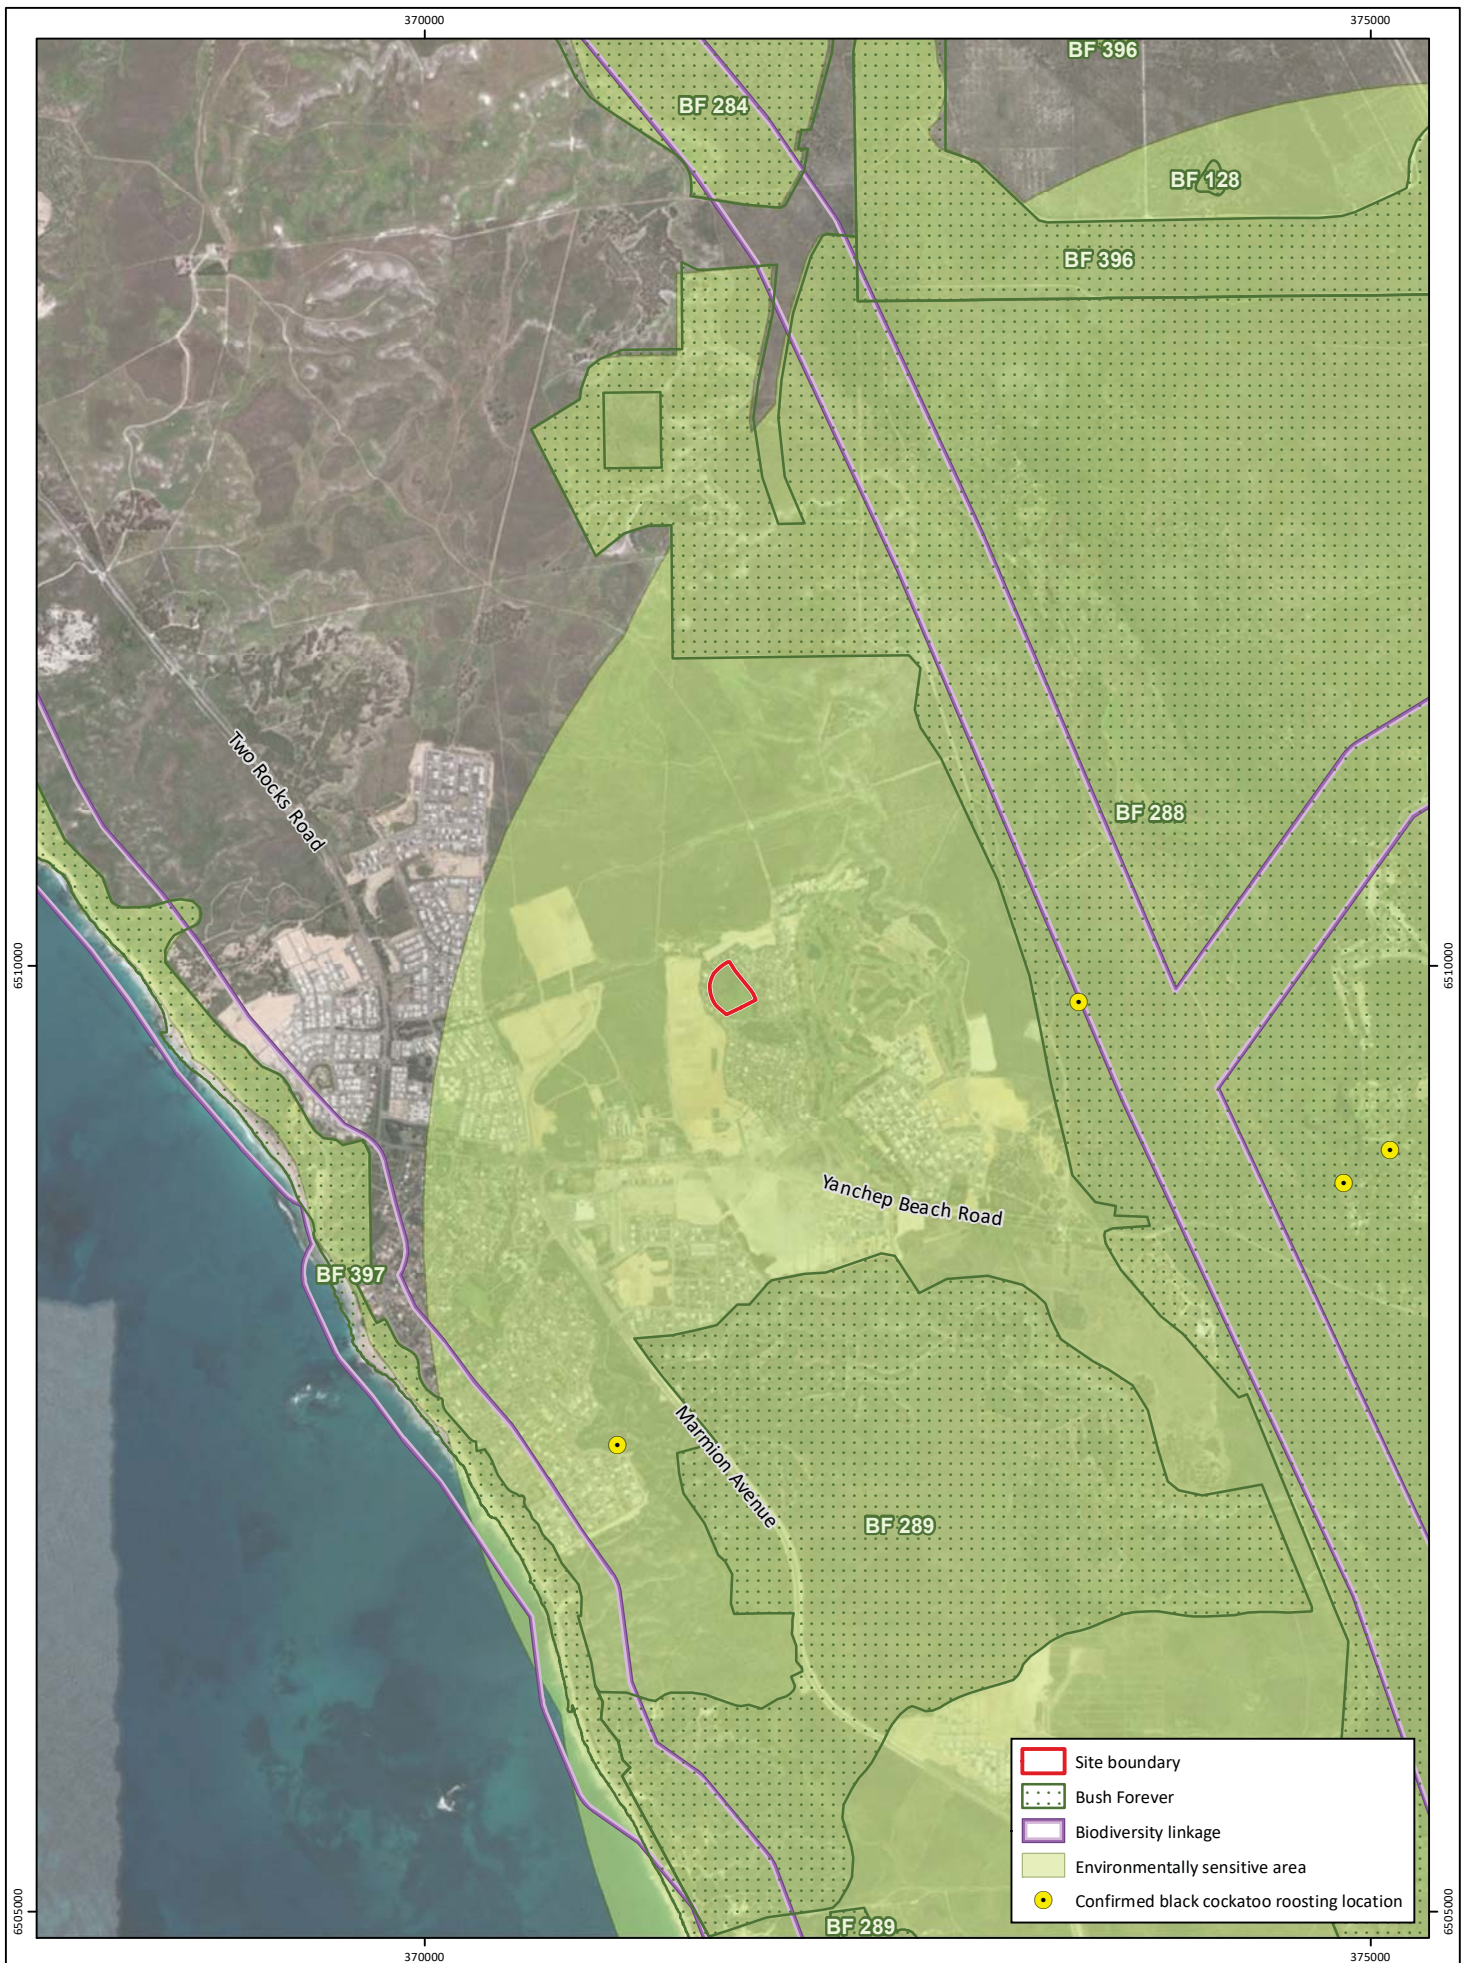 370000
375000
BF 396
BF 284
BF 128
BF 396
Two Rocks Road
BF 288
6510000
6510000
Yanchep Beach Road
BF 397
Marmion Avenue
BF 289
Site boundary
Bush Forever
Biodiversity linkage
Environmentally sensitive area
Confirmed black cockatoo roosting location
6505000
6505000
BF 289
370000
375000